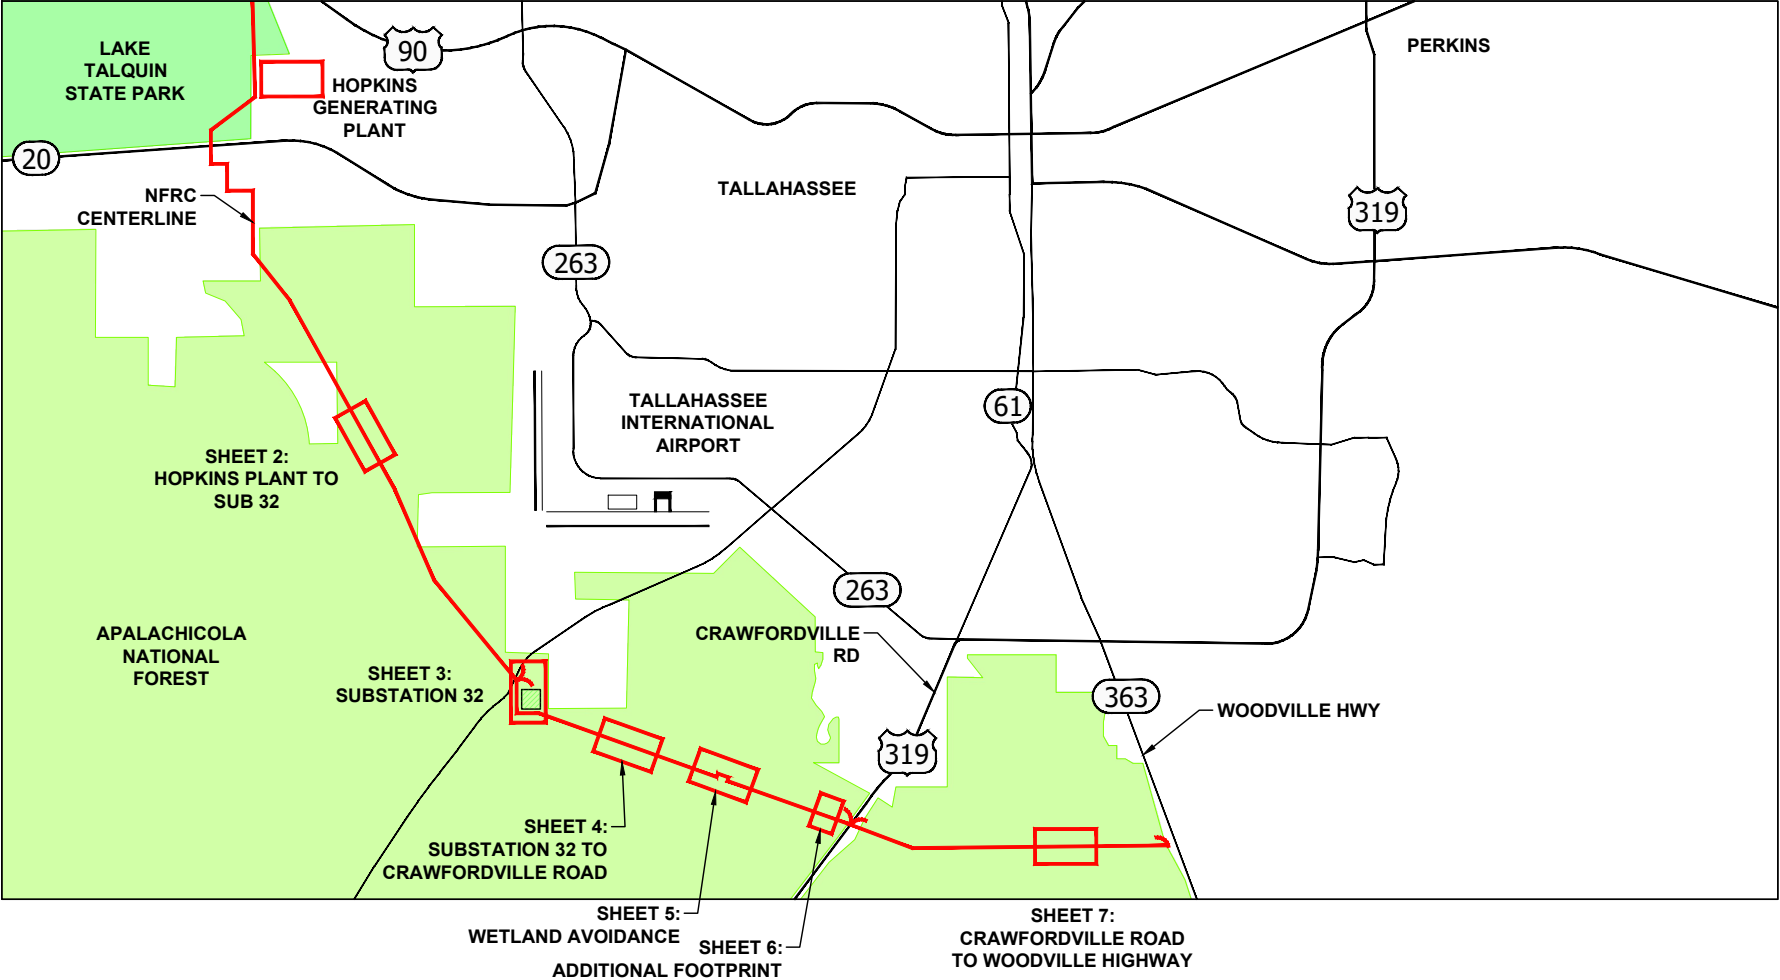 LAKE
TALQUIN
STATE PARK
90
HOPKINS
GENERATING
PLANT
PERKINS
20
NFRC
CENTERLINE
TALLAHASSEE
319
263
TALLAHASSEE
INTERNATIONAL
AIRPORT
61
SHEET 2:
HOPKINS PLANT TO
SUB 32
263
APALACHICOLA
NATIONAL
FOREST
CRAWFORDVILLE
RD
SHEET 3:
SUBSTATION 32
363
WOODVILLE HWY
319
SHEET 4:
SUBSTATION 32 TO
CRAWFORDVILLE ROAD
SHEET 5:
WETLAND AVOIDANCE
SHEET 6:
ADDITIONAL FOOTPRINT
SHEET 7:
CRAWFORDVILLE ROAD
TO WOODVILLE HIGHWAY